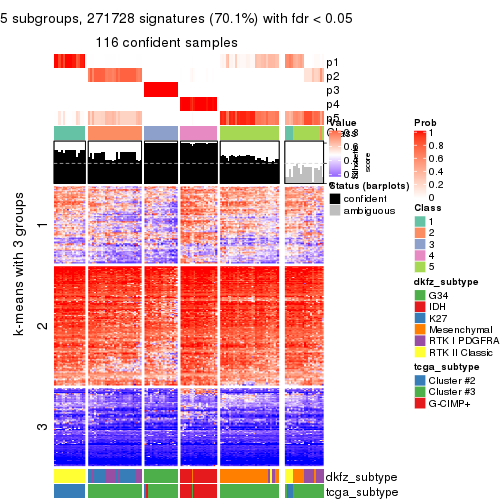 5 subgroups, 271728 signatures (70.1%) with fdr < 0.05
116 confident samples
p1
p2
p3
p4
p5
Class
k-means with 3 groups
1
2
3
dkfz_subtype
tcga_subtype
Value
Silhouette
score
Status (barplots)
confident
ambiguous
Prob
1
0.8
0.6
0.4
0.2
0
Class
1
2
3
4
5
dkfz_subtype
G34
IDH
K27
Mesenchymal
RTK I PDGFRA
RTK II Classic
tcga_subtype
Cluster #2
Cluster #3
G-CIMP+